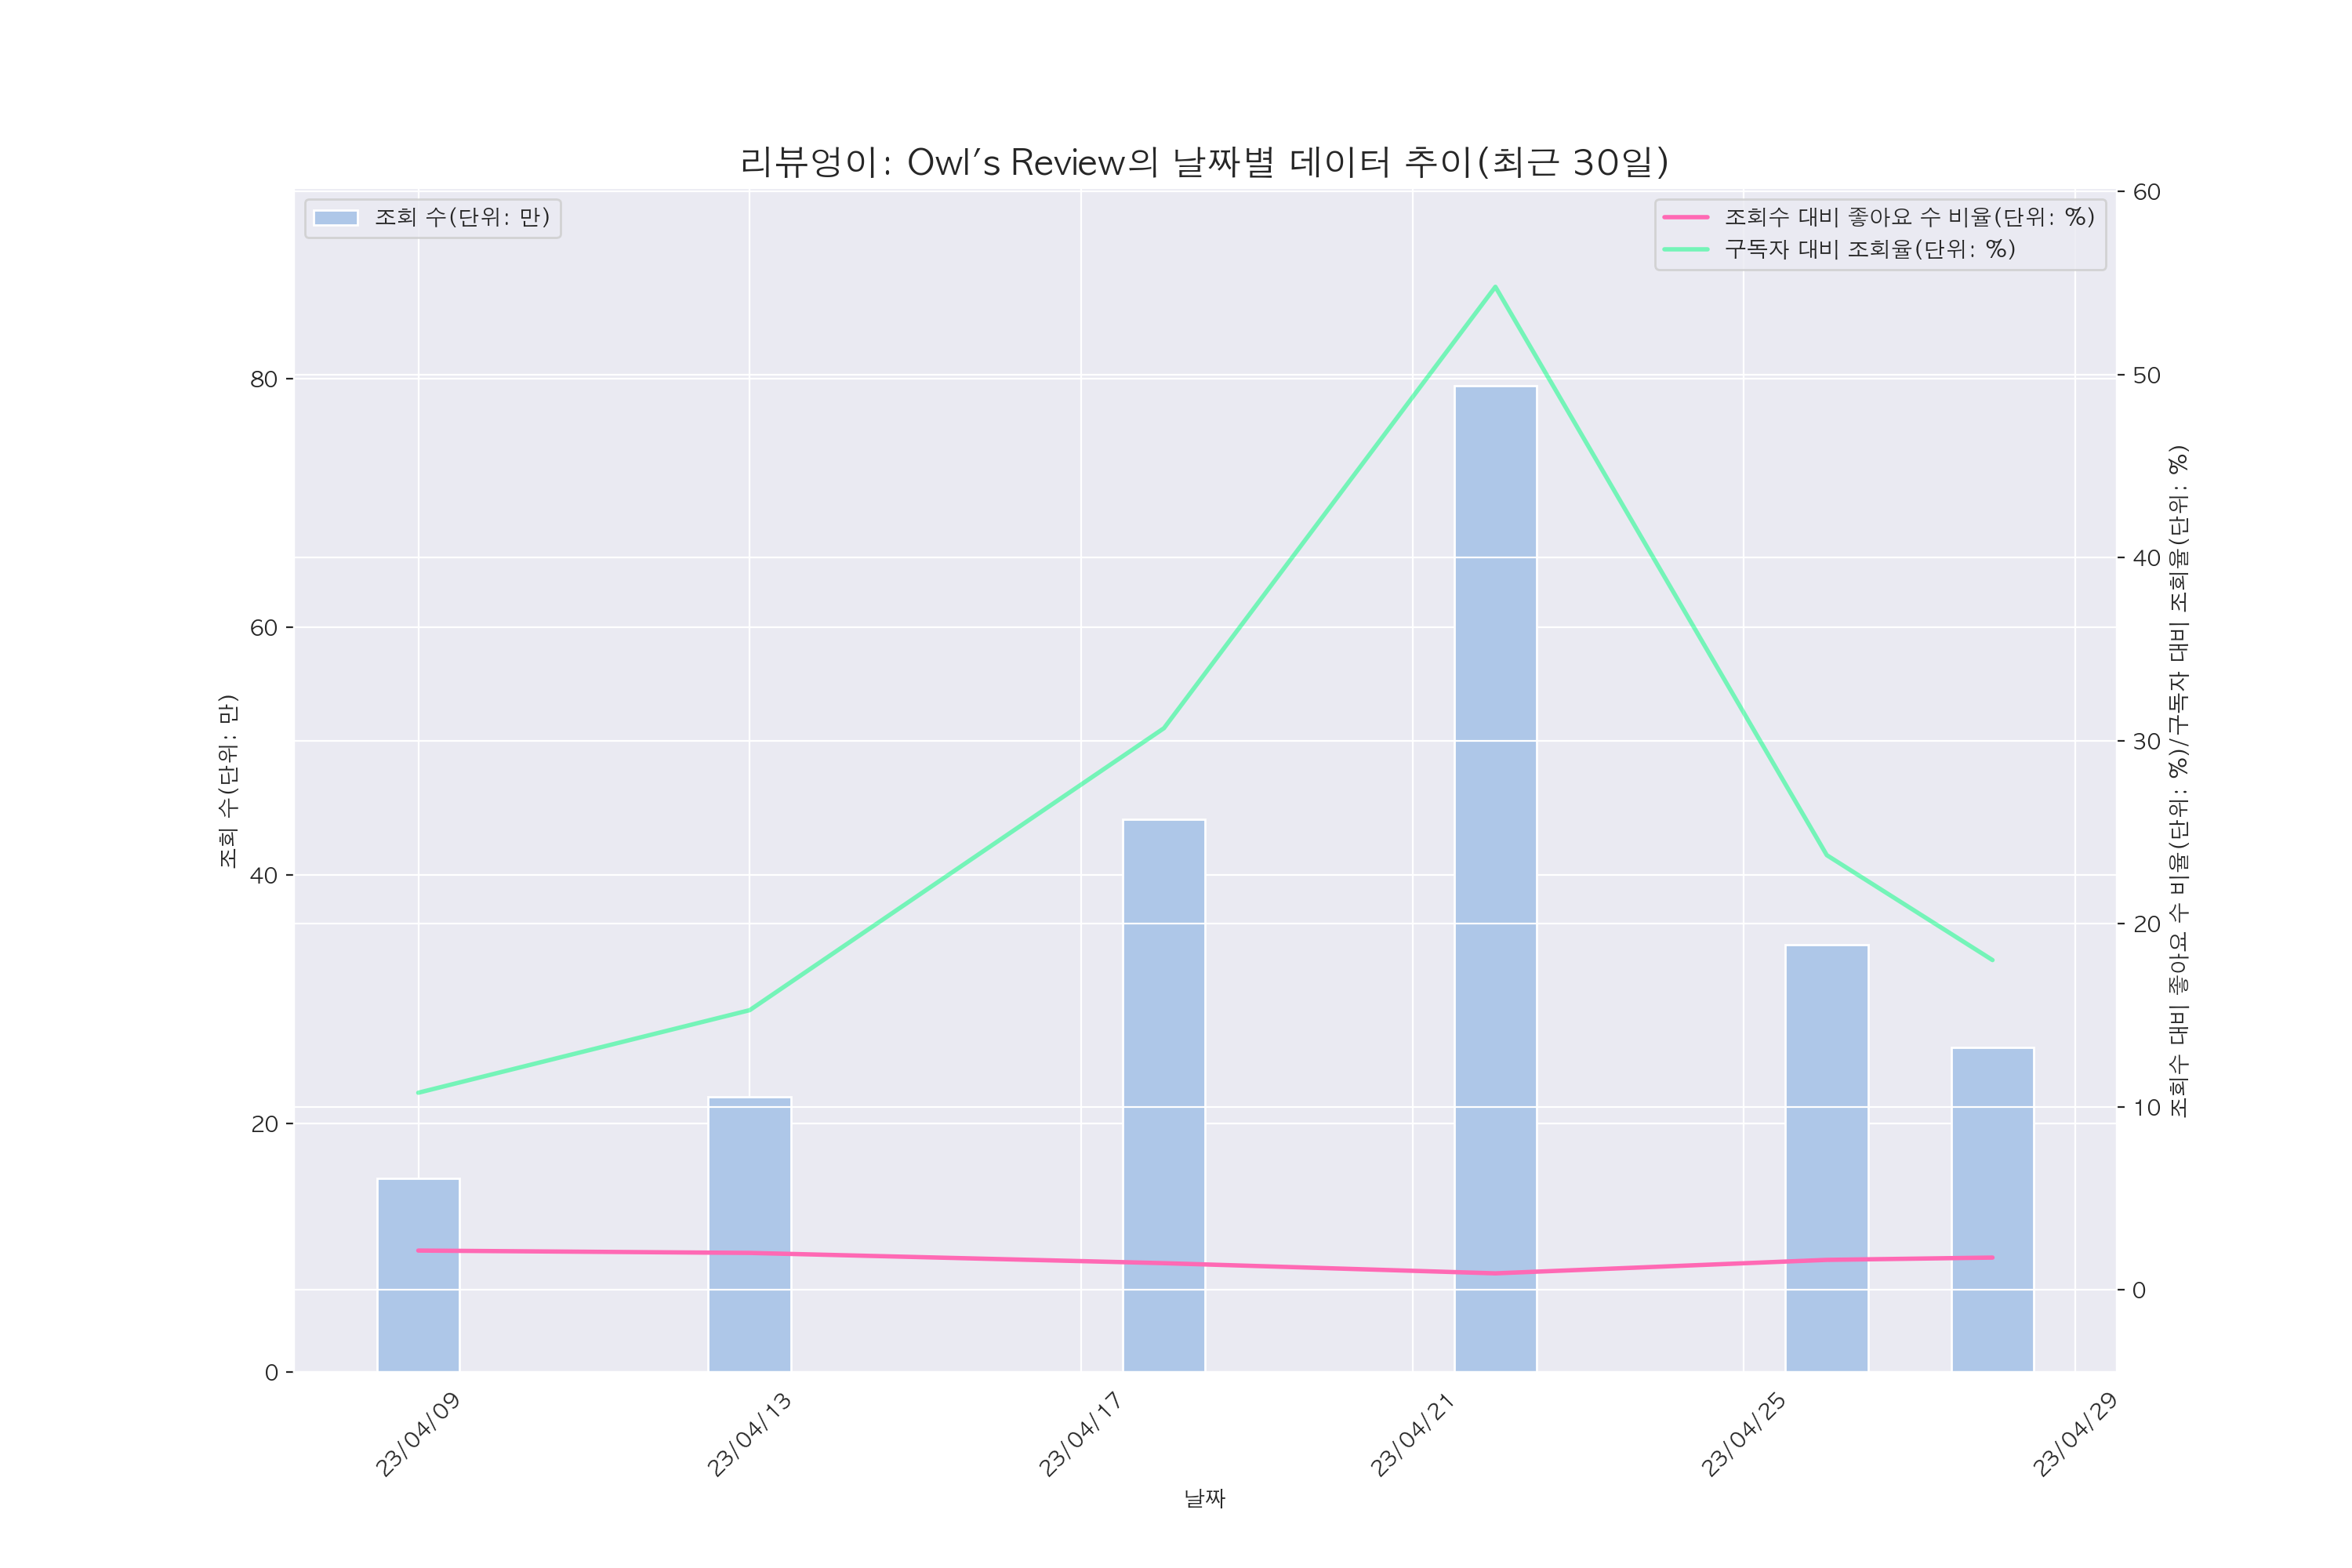 리뷰엉이: Owl's Review의 날짜별 데이터 추이(최근 30일)
조회 수(단위: 만)
조회수 대비 좋아요 수 비율(단위: %)
구독자 대비 조회율(단위: %)
80
60
40
20
0
조회 수(단위: 만)
60
50
40
30
20
10
0
조회수 대비 좋아요 수 비율(단위: %)/구독자 대비 조회율(단위: %)
23/04/09
23/04/13
23/04/17
23/04/21
23/04/25
23/04/29
날짜